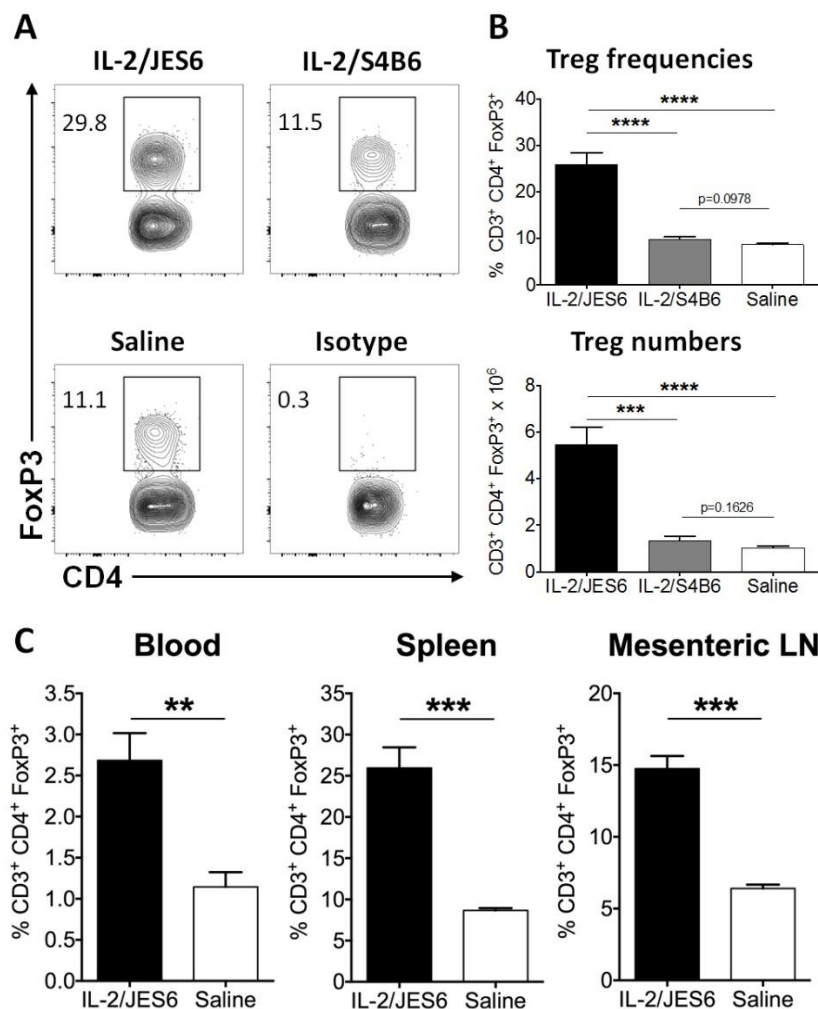 A
IL-2/JES6
IL-2/S4B6
29.8
11.5
Saline
Isotype
11.1
0.3
FoxP3
CD4
B
Treg frequencies
% CD3⁺ CD4⁺ FoxP3⁺
40
30
20
10
0
****
****
p=0.0978
IL-2/JES6 IL-2/S4B6 Saline
Treg numbers
CD3⁺ CD4⁺ FoxP3⁺ x 10⁶
8
6
4
2
0
****
***
p=0.1626
IL-2/JES6 IL-2/S4B6 Saline
C
Blood
% CD3⁺ CD4⁺ FoxP3⁺
3.5
3.0
2.5
2.0
1.5
1.0
0.5
0.0
**
IL-2/JES6 Saline
Spleen
% CD3⁺ CD4⁺ FoxP3⁺
35
30
25
20
15
10
5
0
***
IL-2/JES6 Saline
Mesenteric LN
% CD3⁺ CD4⁺ FoxP3⁺
20
15
10
5
0
***
IL-2/JES6 Saline